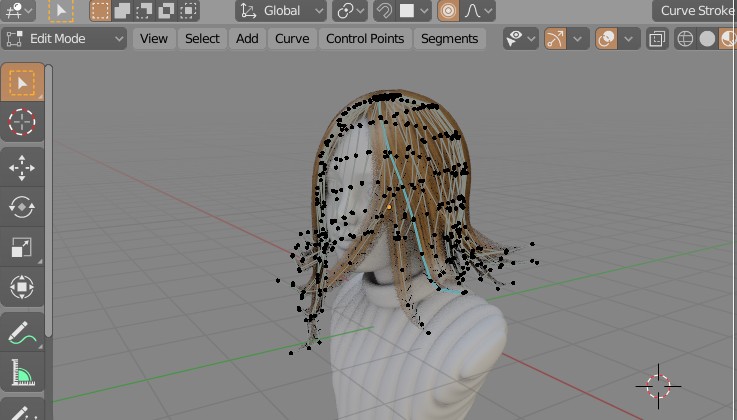 Global
Curve Stroke
Edit Mode
View
Select
Add
Curve
Control Points
Segments